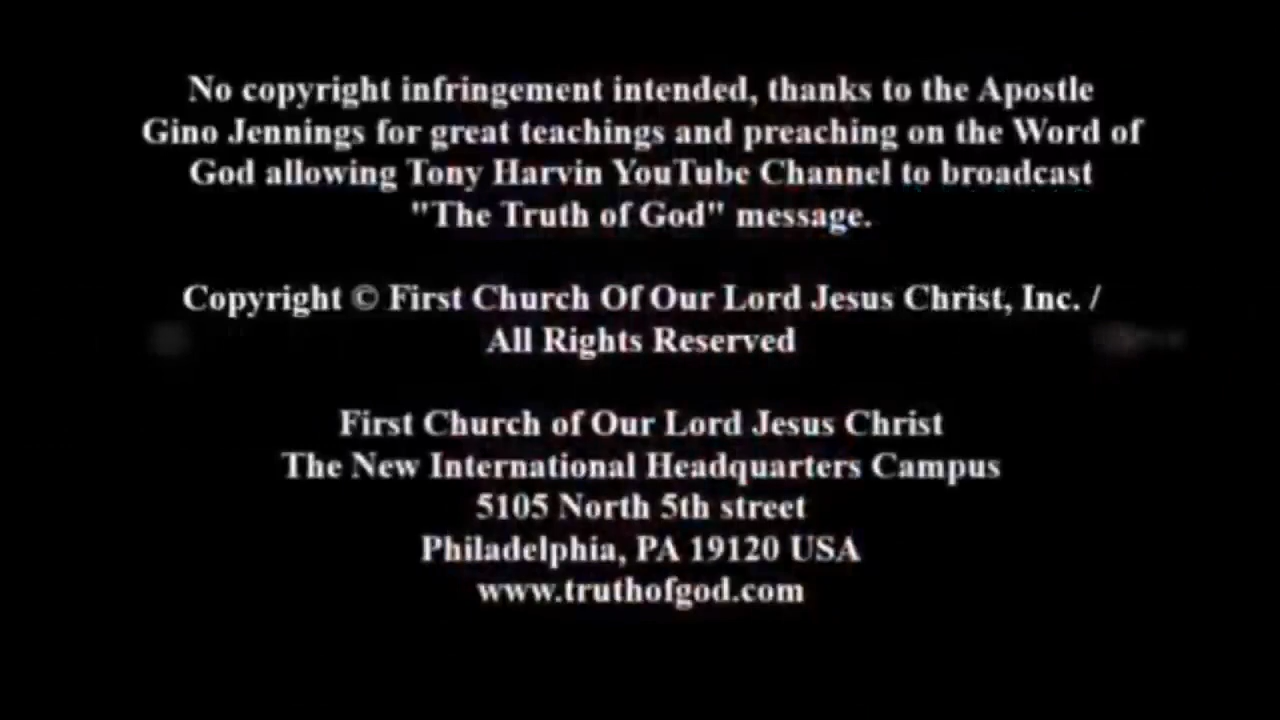 No copyright infringement intended, thanks to the Apostle
Gino Jennings for great teachings and preaching on the Word of
God allowing Tony Harvin YouTube Channel to broadcast
"The Truth of God" message.
Copyright © First Church Of Our Lord Jesus Christ, Inc. /
All Rights Reserved
First Church of Our Lord Jesus Christ
The New International Headquarters Campus
5105 North 5th street
Philadelphia, PA 19120 USA
www.truthofgod.com